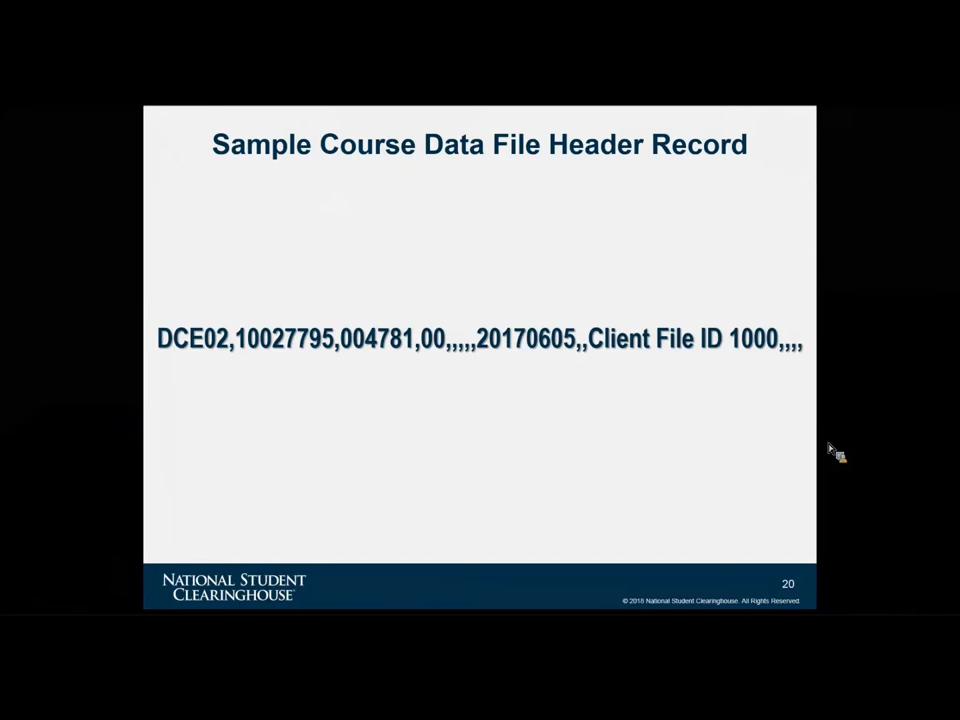 Sample Course Data File Header Record
DCE02,10027795,004781,00,,,,,20170605,,Client File ID 1000,,,,
NATIONAL STUDENT
CLEARINGHOUSE
20
© 2018 National Student Clearinghouse. All Rights Reserved.